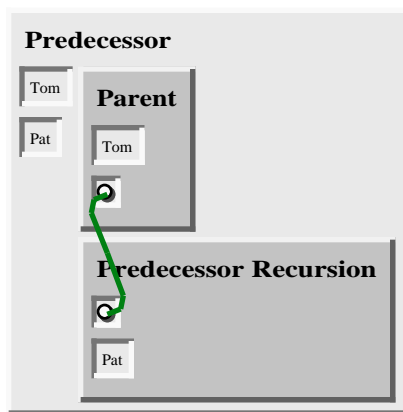 Predecessor
Tom
Pat
Parent
Tom
Predecessor Recursion
Pat